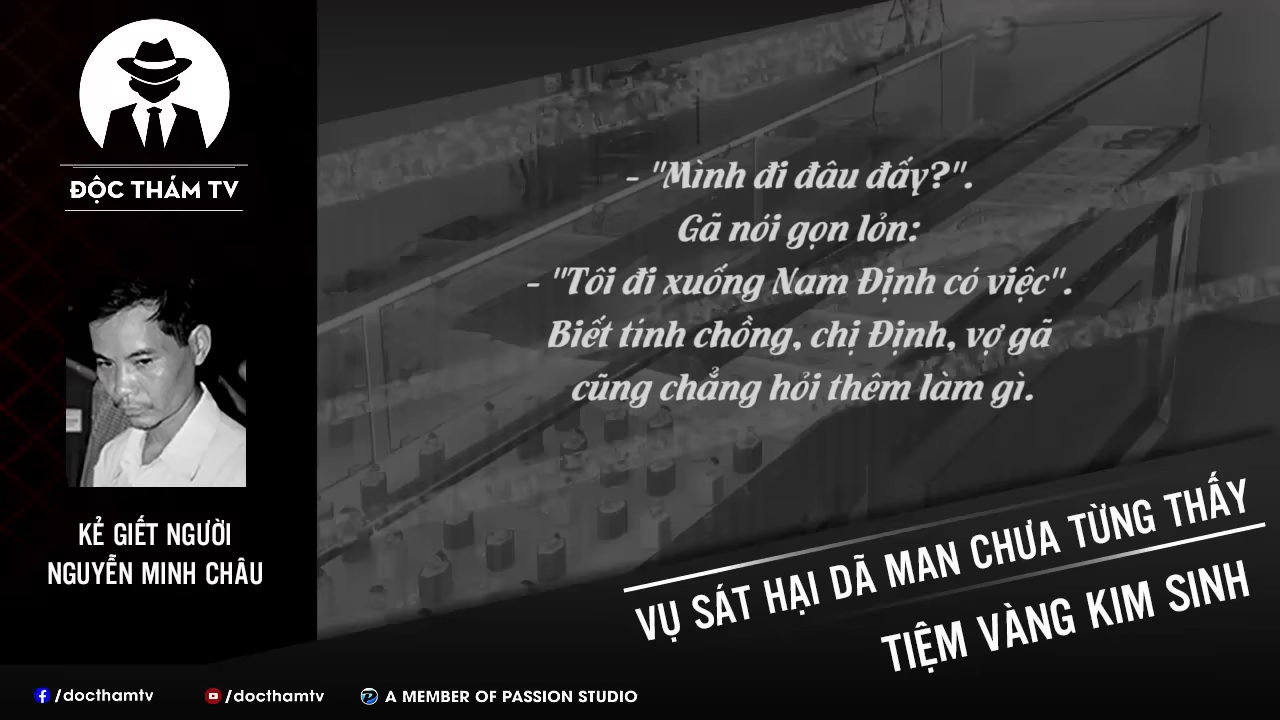 ĐỘC THÁM TV
- "Mình đi đâu đấy?".
Gã nói gọn lỏn:
- "Tôi đi xuống Nam Định có việc".
Biết tính chồng, chị Định, vợ gã
cũng chẳng hỏi thêm làm gì.
KẺ GIẾT NGƯỜI
NGUYỄN MINH CHÂU
VỤ SÁT HẠI DÃ MAN CHƯA TỪNG THẤY
TIỆM VÀNG KIM SINH
/docthamtv
/docthamtv
A MEMBER OF PASSION STUDIO